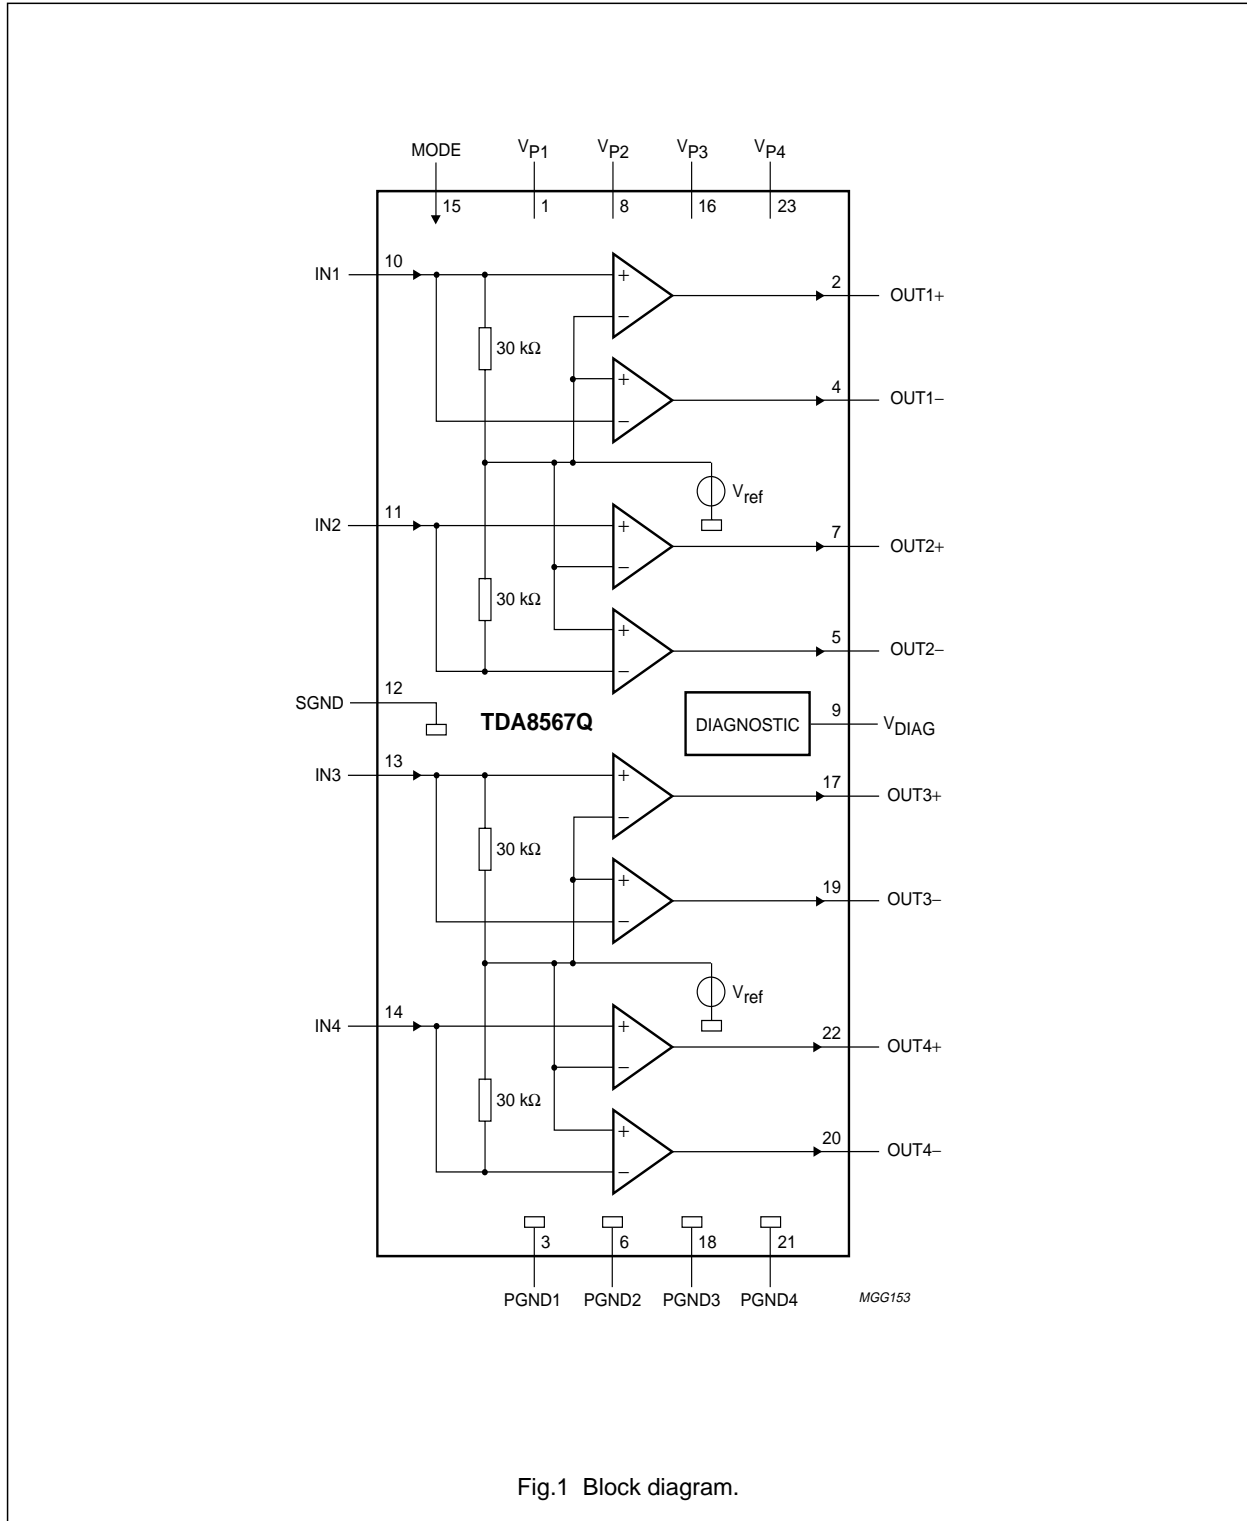 MODE VP1 VP2 VP3 VP4
15 1 8 16 23
IN1 10
+
−
2 OUT1+
30 kΩ
+
−
4 OUT1−
Vref
IN2 11
+
−
7 OUT2+
30 kΩ
+
−
5 OUT2−
SGND 12
TDA8567Q
DIAGNOSTIC
9 VDIAG
IN3 13
+
−
17 OUT3+
30 kΩ
+
−
19 OUT3−
Vref
IN4 14
+
−
22 OUT4+
30 kΩ
+
−
20 OUT4−
3 6 18 21
PGND1 PGND2 PGND3 PGND4
MGG153
Fig.1 Block diagram.